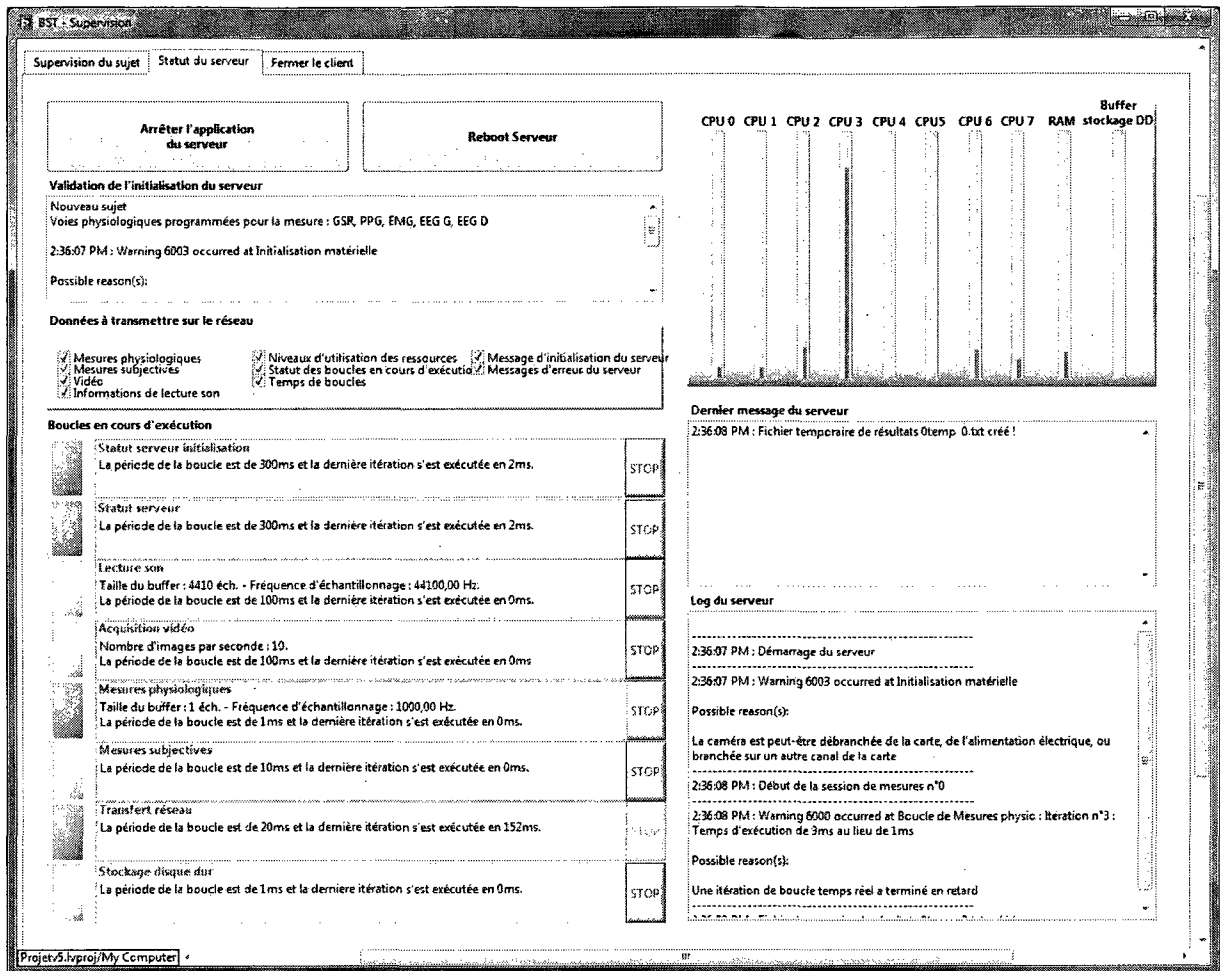 BST - Supervision
Supervision du sujet
Statut du serveur
Fermer le client
Arrêter l'application
du serveur
Reboot Serveur
Validation de l'initialisation du serveur
Nouveau sujet
Voies physiologiques programmées pour la mesure : GSR, PPG, EMG, EEG G, EEG D
2:36:07 PM : Warning 6003 occurred at Initialisation matérielle
Possible reason(s):
Données à transmettre sur le réseau
Mesures physiologiques
Mesures subjectives
Vidéo
Informations de lecture son
Niveaux d'utilisation des ressources
Statut des boucles en cours d'exécutio
Temps de boucles
Message d'initialisation du serveur
Messages d'erreur du serveur
Boucles en cours d'exécution
Statut serveur initialisation
La période de la boucle est de 300ms et la dernière itération s'est exécutée en 2ms.
STOP
Statut serveur
La période de la boucle est de 300ms et la dernière itération s'est exécutée en 2ms.
STOP
Lecture son
Taille du buffer : 4410 éch. - Fréquence d'échantillonnage : 44100,00 Hz.
La période de la boucle est de 100ms et la dernière itération s'est exécutée en 0ms.
STOP
Acquisition vidéo
Nombre d'images par seconde : 10.
La période de la boucle est de 100ms et la dernière itération s'est exécutée en 0ms
STOP
Mesures physiologiques
Taille du buffer : 1 éch. - Fréquence d'échantillonnage : 1000,00 Hz.
La période de la boucle est de 1ms et la dernière itération s'est exécutée en 0ms.
STOP
Mesures subjectives
La période de la boucle est de 10ms et la dernière itération s'est exécutée en 0ms.
STOP
Transfert réseau
La période de la boucle est de 20ms et la dernière itération s'est exécutée en 152ms.
Stockage disque dur
La période de la boucle est de 1ms et la dernière itération s'est exécutée en 0ms.
STOP
CPU 0 CPU 1 CPU 2 CPU 3 CPU 4 CPU5 CPU 6 CPU 7 RAM
Buffer
stockage DD
Dernier message du serveur
2:36:08 PM : Fichier temporaire de résultats 0temp_0.txt créé !
Log du serveur
2:36:07 PM : Démarrage du serveur
2:36:07 PM : Warning 6003 occurred at Initialisation matérielle
Possible reason(s):
La caméra est peut-être débranchée de la carte, de l'alimentation électrique, ou
branchée sur un autre canal de la carte
2:36:08 PM : Début de la session de mesures n°0
2:36:08 PM : Warning 6000 occurred at Boucle de Mesures physio : Itération n°3 :
Temps d'exécution de 3ms au lieu de 1ms
Possible reason(s):
Une itération de boucle temps réel a terminé en retard
Projetv5.lvproj/My Computer